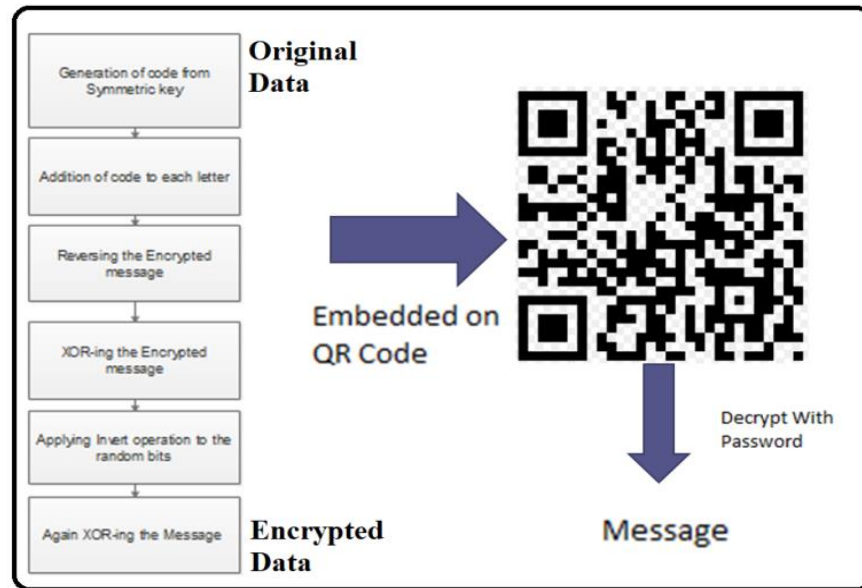 Original
Data
Generation of code from
Symmetric key
Addition of code to each letter
Reversing the Encrypted
message
XOR-ing the Encrypted
message
Applying Invert operation to the
random bits
Again XOR-ing the Message
Encrypted
Data
Embedded on
QR Code
Decrypt With
Password
Message